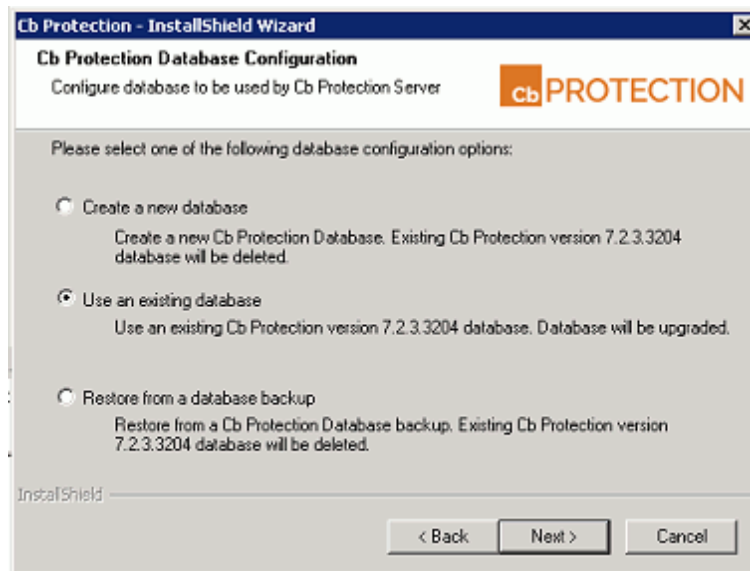 Cb Protection - InstallShield Wizard
Cb Protection Database Configuration
Configure database to be used by Cb Protection Server
Cb PROTECTION
Please select one of the following database configuration options:
Create a new database
Create a new Cb Protection Database. Existing Cb Protection version 7.2.3.3204
database will be deleted.
Use an existing database
Use an existing Cb Protection version 7.2.3.3204 database. Database will be upgraded.
Restore from a database backup
Restore from a Cb Protection Database backup. Existing Cb Protection version
7.2.3.3204 database will be deleted.
InstallShield
< Back
Next >
Cancel